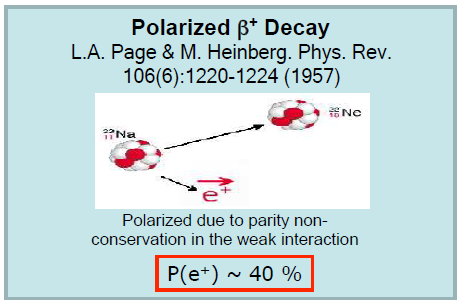 Polarized β⁺ Decay
L.A. Page & M. Heinberg. Phys. Rev.
106(6):1220-1224 (1957)
²²₁₀Ne
²²₁₁Na
e⁺
Polarized due to parity non-
conservation in the weak interaction
P(e⁺) ~ 40 %